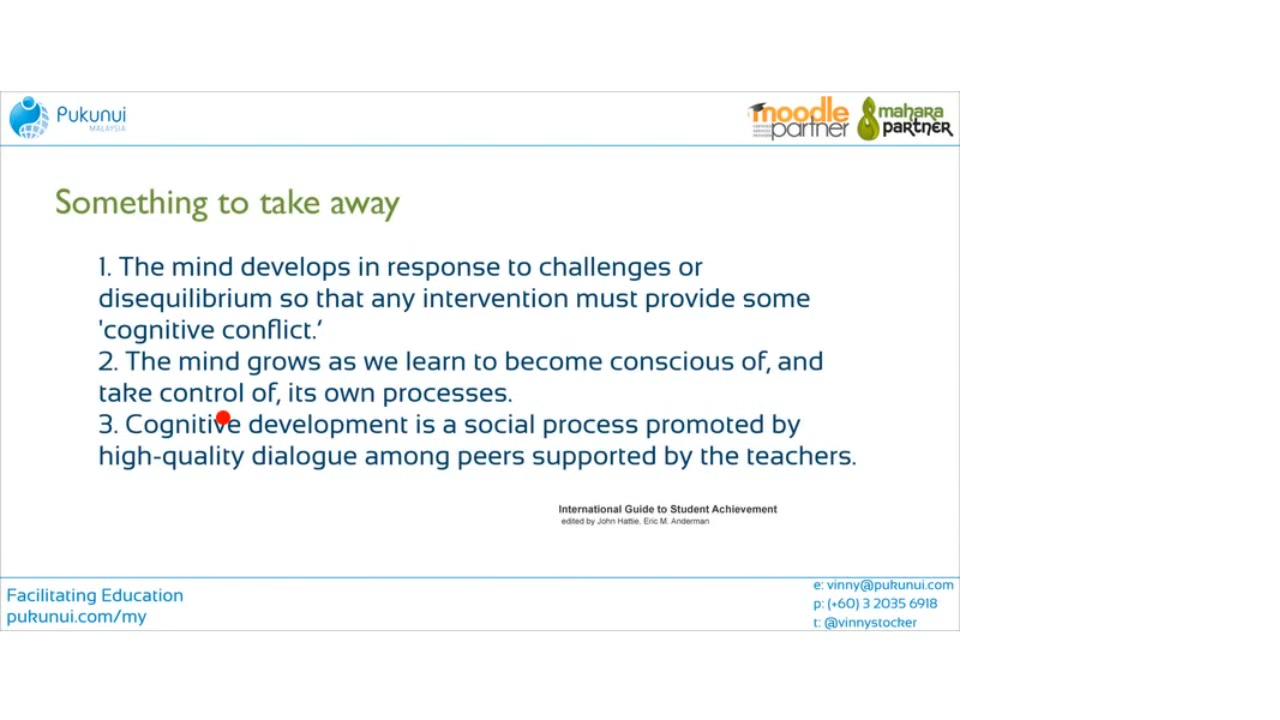 Pukunui
MALAYSIA
moodle
partner
mahara
partner
Something to take away
1. The mind develops in response to challenges or
disequilibrium so that any intervention must provide some
'cognitive conflict.‘
2. The mind grows as we learn to become conscious of, and
take control of, its own processes.
3. Cognitive development is a social process promoted by
high-quality dialogue among peers supported by the teachers.
International Guide to Student Achievement
edited by John Hattie, Eric M. Anderman
Facilitating Education
pukunui.com/my
e: vinny@pukunui.com
p: (+60) 3 2035 6918
t: @vinnystocker